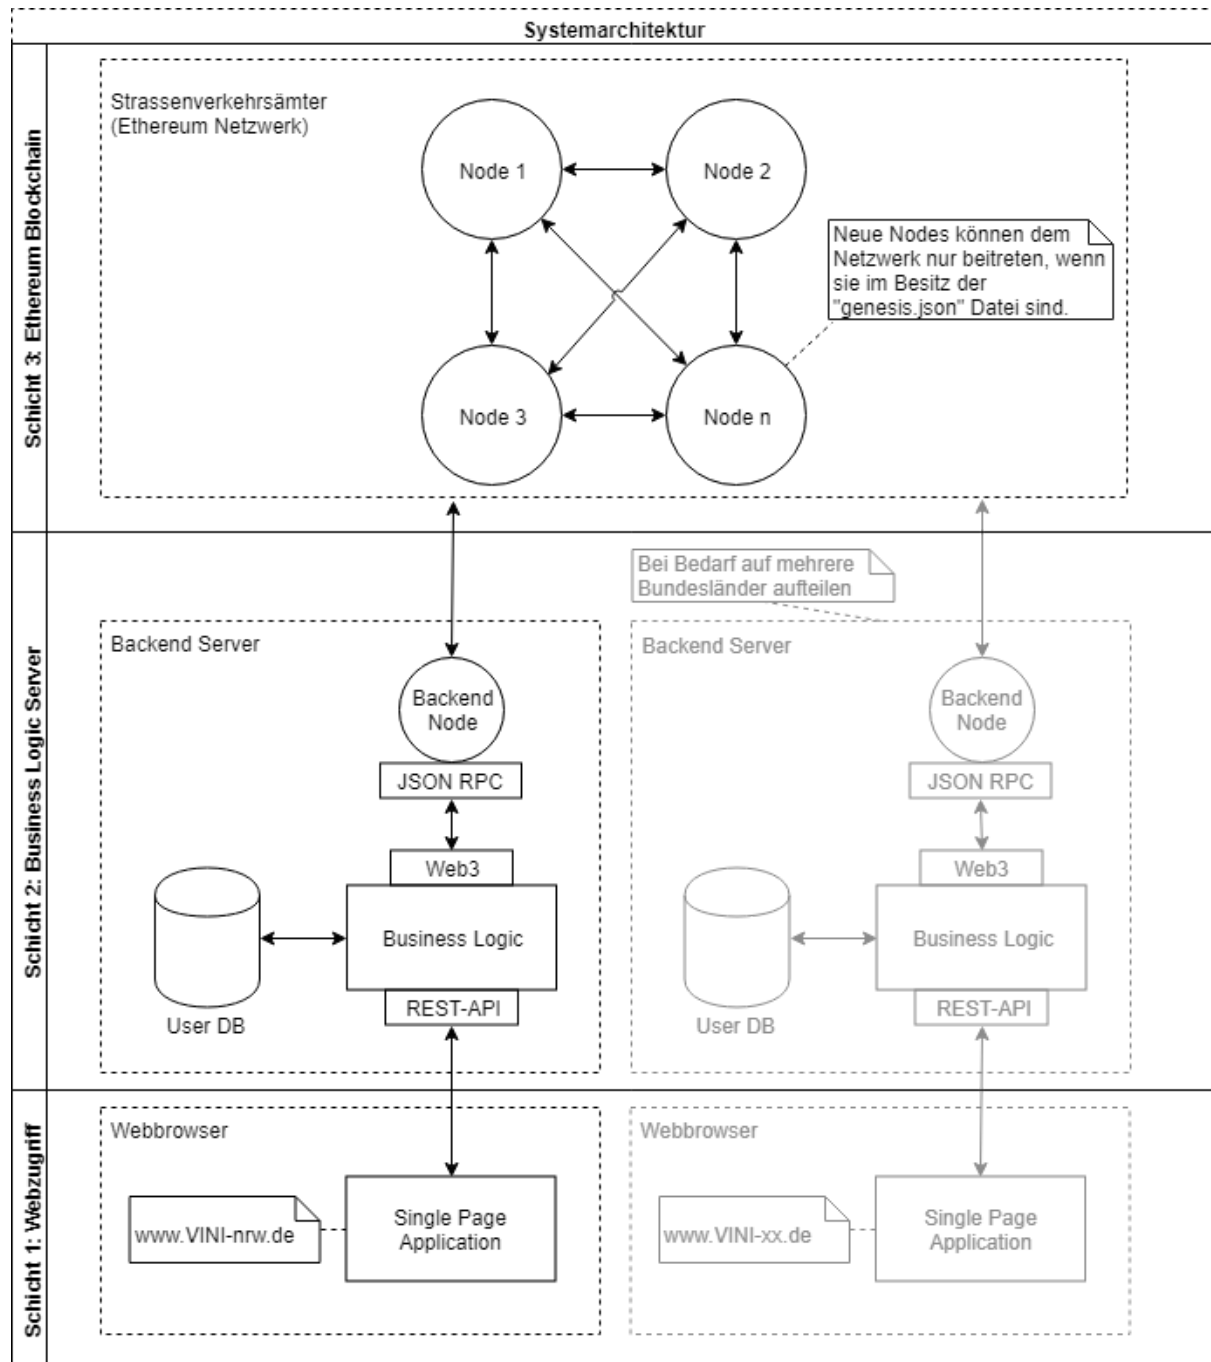 Systemarchitektur
Schicht 3: Ethereum Blockchain
Strassenverkehrsämter
(Ethereum Netzwerk)
Node 1
Node 2
Neue Nodes können dem
Netzwerk nur beitreten, wenn
sie im Besitz der
"genesis.json" Datei sind.
Node 3
Node n
Schicht 2: Business Logic Server
Backend Server
Backend
Node
JSON RPC
Web3
Business Logic
REST-API
User DB
Bei Bedarf auf mehrere
Bundesländer aufteilen
Backend Server
Backend
Node
JSON RPC
Web3
Business Logic
REST-API
User DB
Schicht 1: Webzugriff
Webbrowser
www.VINI-nrw.de
Single Page
Application
Webbrowser
www.VINI-xx.de
Single Page
Application